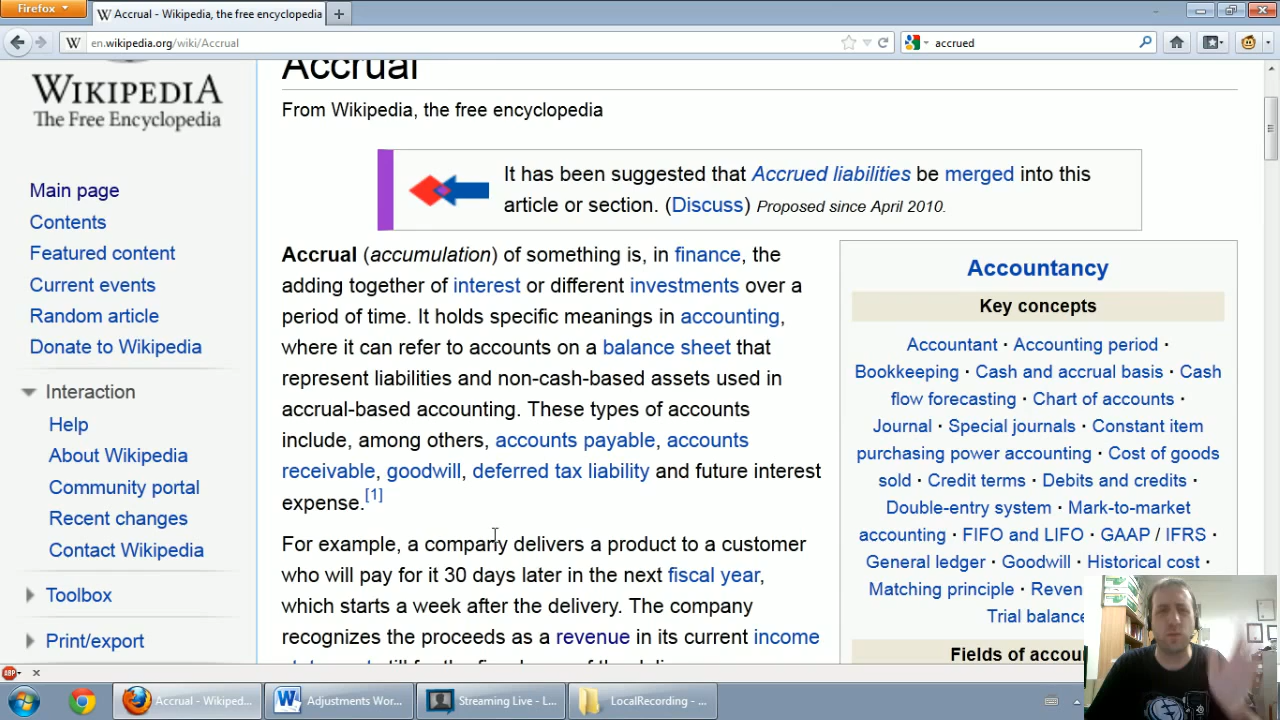 Firefox
Accrual - Wikipedia, the free encyclopedia
en.wikipedia.org/wiki/Accrual
accrued
WIKIPEDIA
The Free Encyclopedia
Main page
Contents
Featured content
Current events
Random article
Donate to Wikipedia
Interaction
Help
About Wikipedia
Community portal
Recent changes
Contact Wikipedia
Toolbox
Print/export
Accrual
From Wikipedia, the free encyclopedia
It has been suggested that Accrued liabilities be merged into this
article or section. (Discuss) Proposed since April 2010.
Accrual (accumulation) of something is, in finance, the
adding together of interest or different investments over a
period of time. It holds specific meanings in accounting,
where it can refer to accounts on a balance sheet that
represent liabilities and non-cash-based assets used in
accrual-based accounting. These types of accounts
include, among others, accounts payable, accounts
receivable, goodwill, deferred tax liability and future interest
expense.[1]
For example, a company delivers a product to a customer
who will pay for it 30 days later in the next fiscal year,
which starts a week after the delivery. The company
recognizes the proceeds as a revenue in its current income
Accountancy
Key concepts
Accountant · Accounting period ·
Bookkeeping · Cash and accrual basis · Cash
flow forecasting · Chart of accounts ·
Journal · Special journals · Constant item
purchasing power accounting · Cost of goods
sold · Credit terms · Debits and credits ·
Double-entry system · Mark-to-market
accounting · FIFO and LIFO · GAAP / IFRS ·
General ledger · Goodwill · Historical cost ·
Matching principle · Reven
Trial balance
Fields of accou
ABP
Accrual - Wikiped...
Adjustments Wor...
Streaming Live - L...
LocalRecording - ...